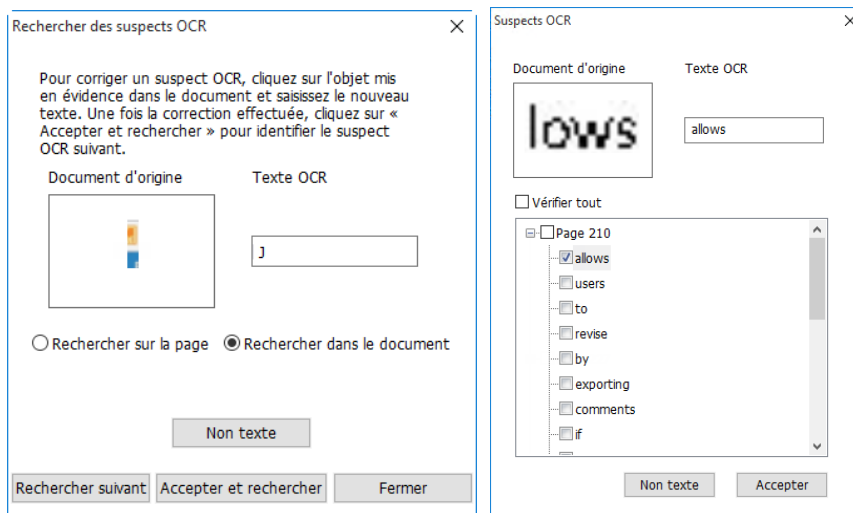 Rechercher des suspects OCR
Pour corriger un suspect OCR, cliquez sur l'objet mis
en évidence dans le document et saisissez le nouveau
texte. Une fois la correction effectuée, cliquez sur «
Accepter et rechercher » pour identifier le suspect
OCR suivant.
Document d'origine
Texte OCR
J
Rechercher sur la page
Rechercher dans le document
Non texte
Rechercher suivant
Accepter et rechercher
Fermer
Suspects OCR
Document d'origine
Texte OCR
lows
allows
Vérifier tout
Page 210
allows
users
to
revise
by
exporting
comments
if
Non texte
Accepter